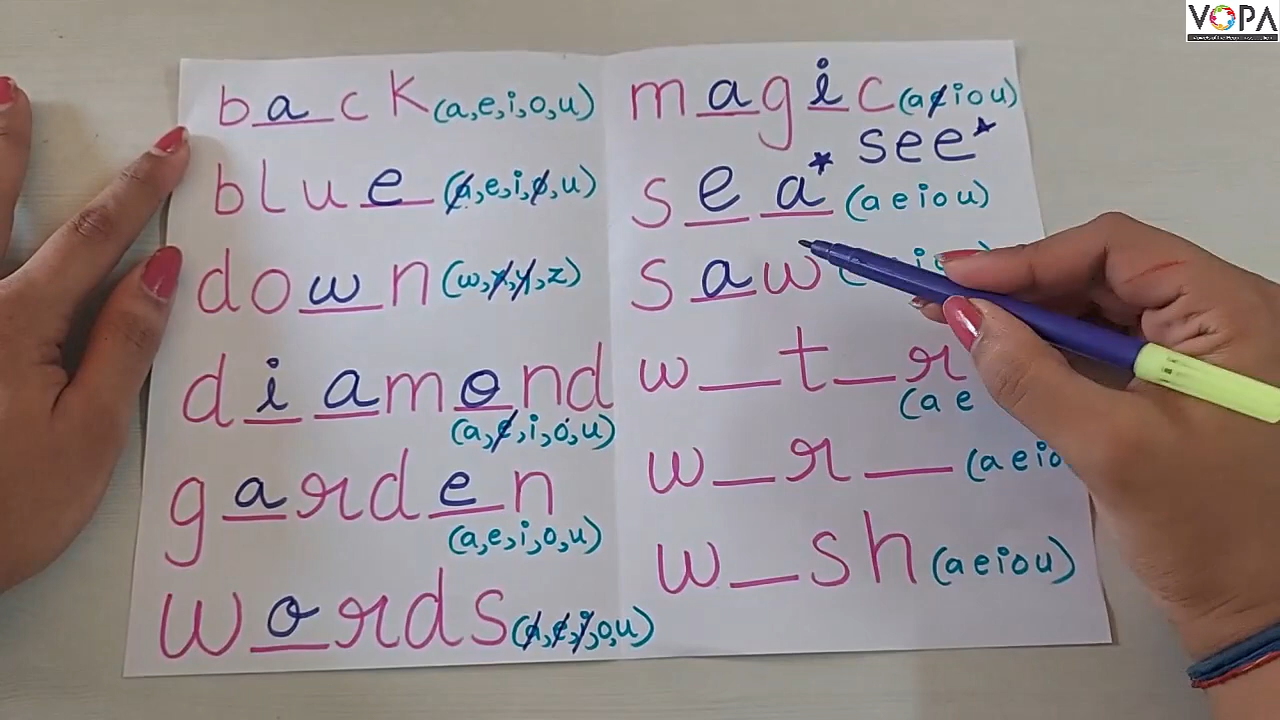 VOPA
back (a,e,i,o,u)
blue (a,e,i,o,u)
down (w,x,y,z)
diamond
(a,e,i,o,u)
garden
(a,e,i,o,u)
words (a,e,i,o,u)
magic (a e i o u)
see*
sea* (a e i o u)
saw
w_t_r
(a e
w_r_ (a e i o
w_sh (a e i o u)